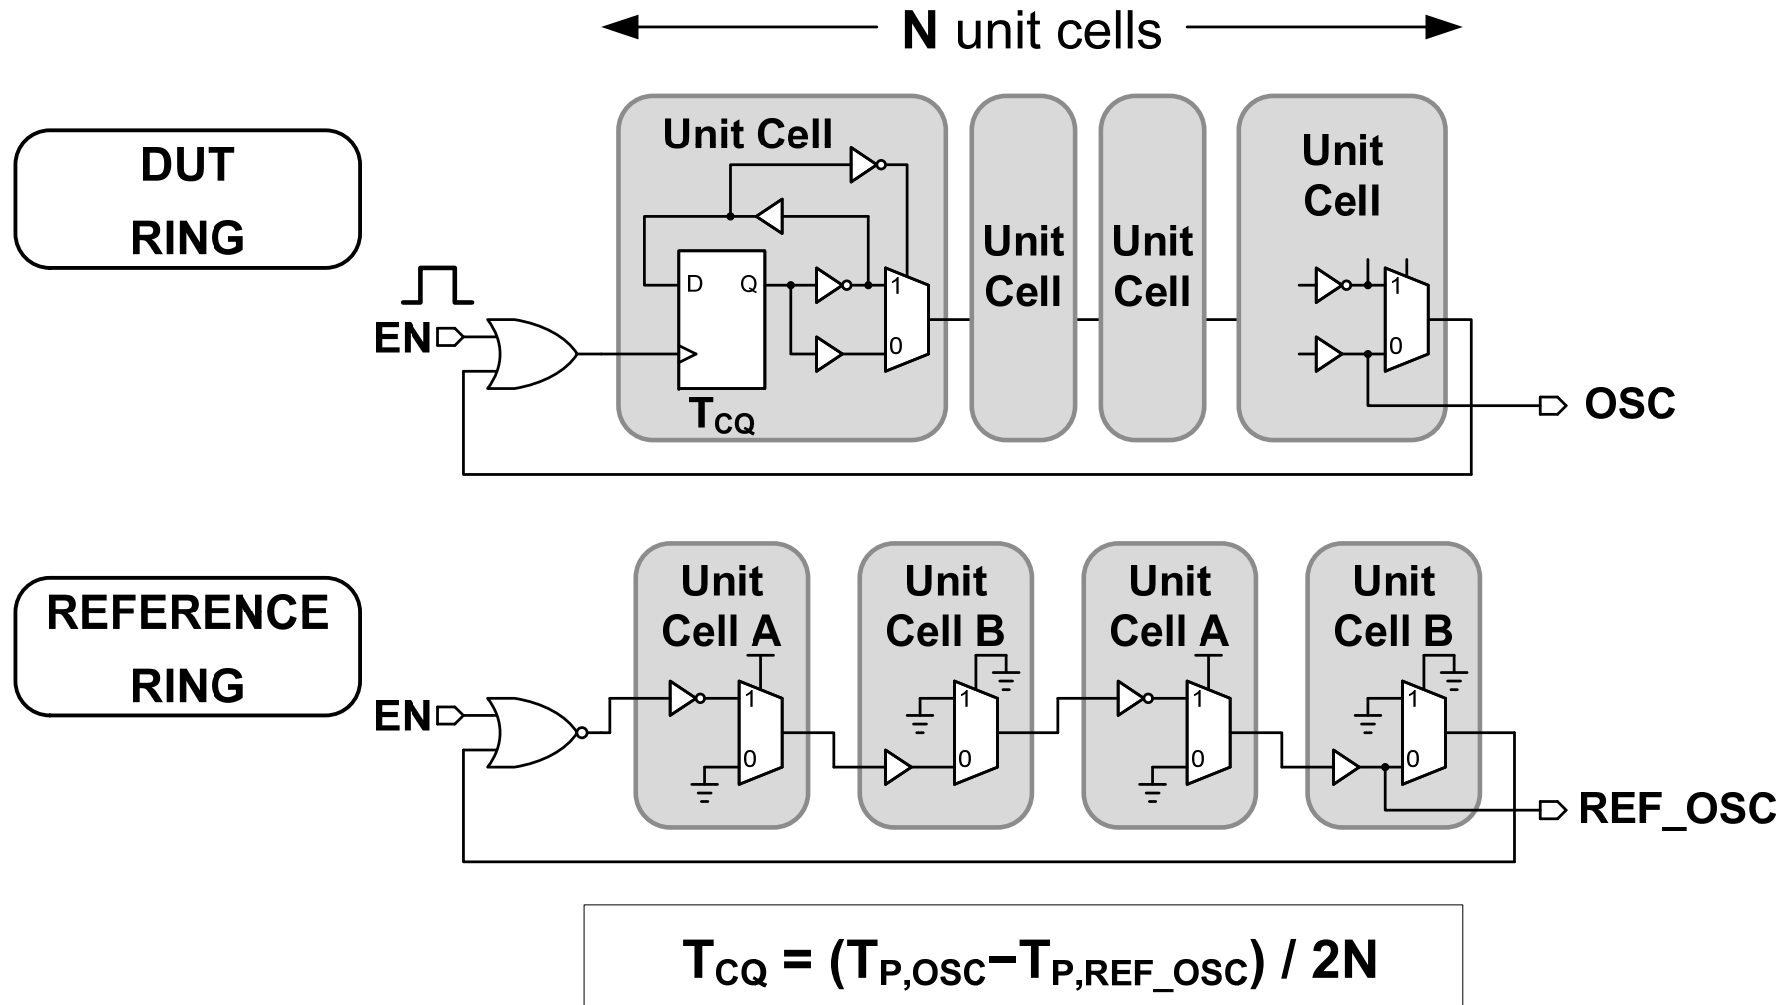 N unit cells
DUT
RING
Unit Cell
D
Q
1
0
T_CQ
Unit
Cell
Unit
Cell
Unit
Cell
1
0
EN
OSC
REFERENCE
RING
Unit
Cell A
1
0
Unit
Cell B
1
0
Unit
Cell A
1
0
Unit
Cell B
1
0
EN
REF_OSC
T_CQ = (T_P,OSC−T_P,REF_OSC) / 2N